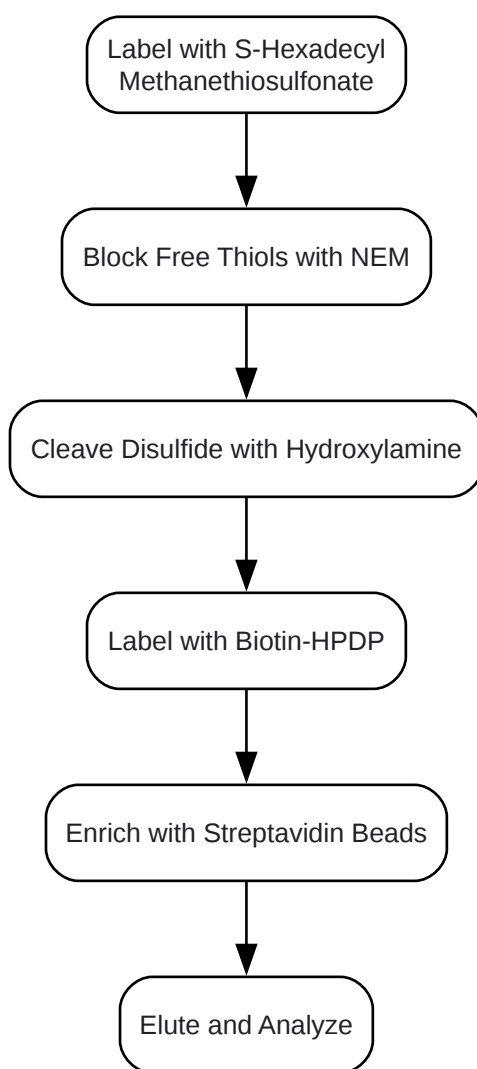 Label with S-Hexadecyl
Methanethiosulfonate
Block Free Thiols with NEM
Cleave Disulfide with Hydroxylamine
Label with Biotin-HPDP
Enrich with Streptavidin Beads
Elute and Analyze